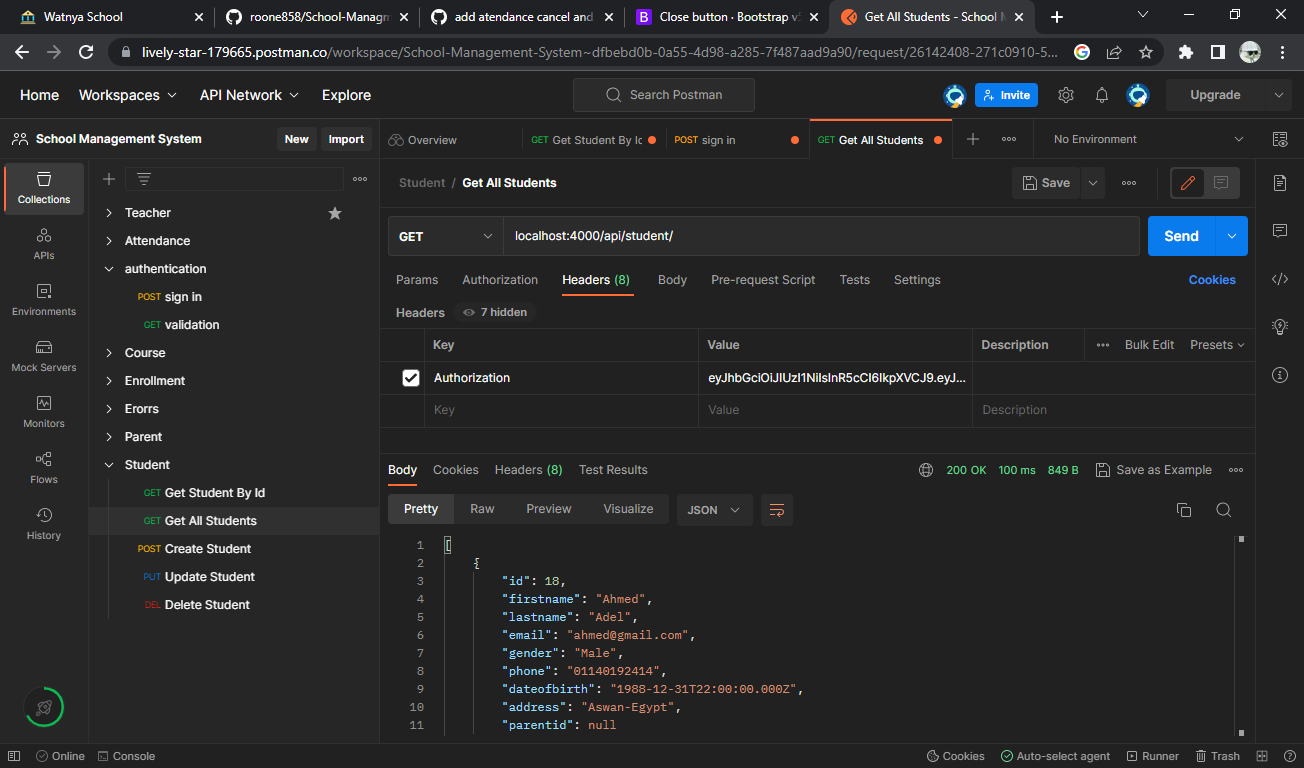 Watnya School
roone858/School-Managm
add atendance cancel and
Close button · Bootstrap v5
Get All Students - School M
lively-star-179665.postman.co/workspace/School-Management-System~dfbebd0b-0a55-4d98-a285-7f487aad9a90/request/26142408-271c0910-5...
Home Workspaces API Network Explore Search Postman Invite Upgrade
School Management System New Import
Overview GET Get Student By Id POST sign in GET Get All Students No Environment
Collections
APIs
Environments
Mock Servers
Monitors
Flows
History
Teacher
Attendance
authentication
POST sign in
GET validation
Course
Enrollment
Erorrs
Parent
Student
GET Get Student By Id
GET Get All Students
POST Create Student
PUT Update Student
DEL Delete Student
Student / Get All Students Save
GET localhost:4000/api/student/ Send
Params Authorization Headers (8) Body Pre-request Script Tests Settings Cookies
Headers 7 hidden
Key Value Description Bulk Edit Presets
Authorization eyJhbGciOiJIUzI1NiIsInR5cCI6IkpXVCJ9.eyJ...
Key Value Description
Body Cookies Headers (8) Test Results 200 OK 100 ms 849 B Save as Example
Pretty Raw Preview Visualize JSON
1 [
2 {
3 "id": 18,
4 "firstname": "Ahmed",
5 "lastname": "Adel",
6 "email": "ahmed@gmail.com",
7 "gender": "Male",
8 "phone": "01140192414",
9 "dateofbirth": "1988-12-31T22:00:00.000Z",
10 "address": "Aswan-Egypt",
11 "parentid": null
Online Console Cookies Auto-select agent Runner Trash